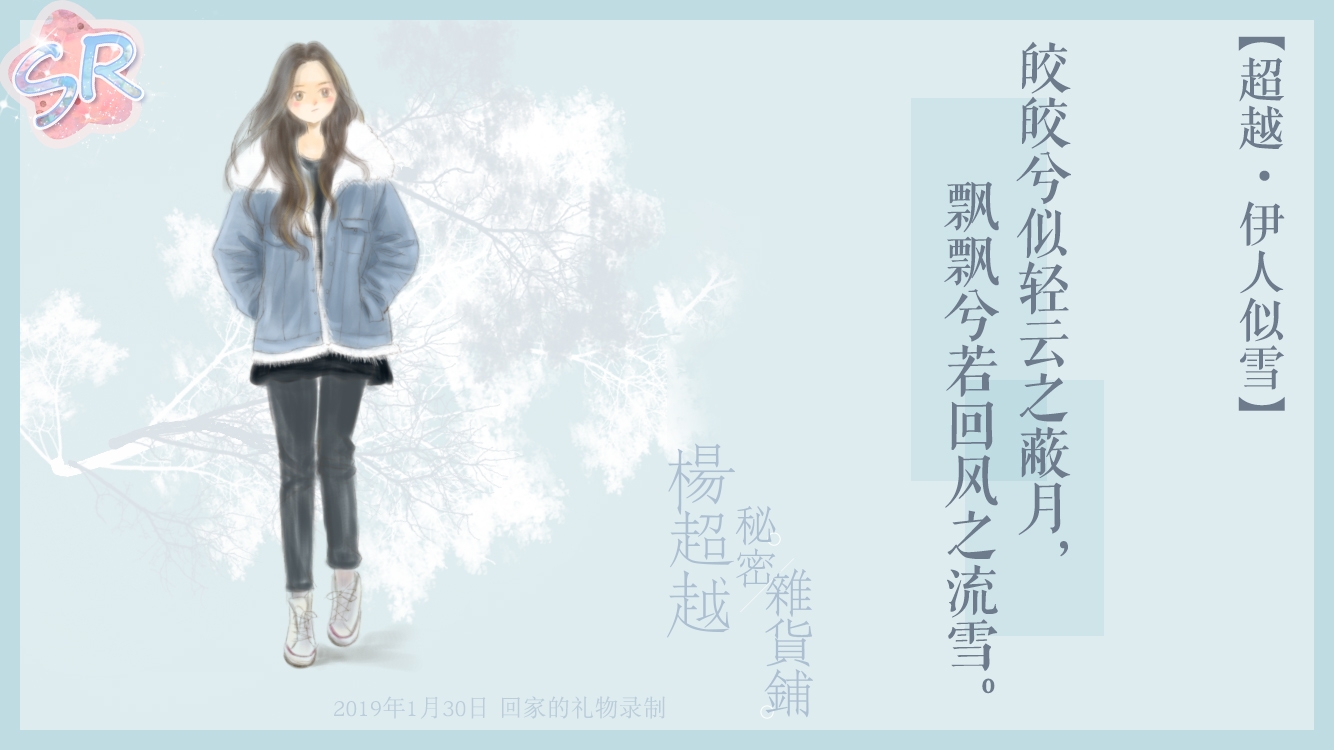 SR
【超越·伊人似雪】
皎皎兮似轻云之蔽月，
飘飘兮若回风之流雪。
楊超越
秘密
雜貨鋪
2019年1月30日 回家的礼物录制